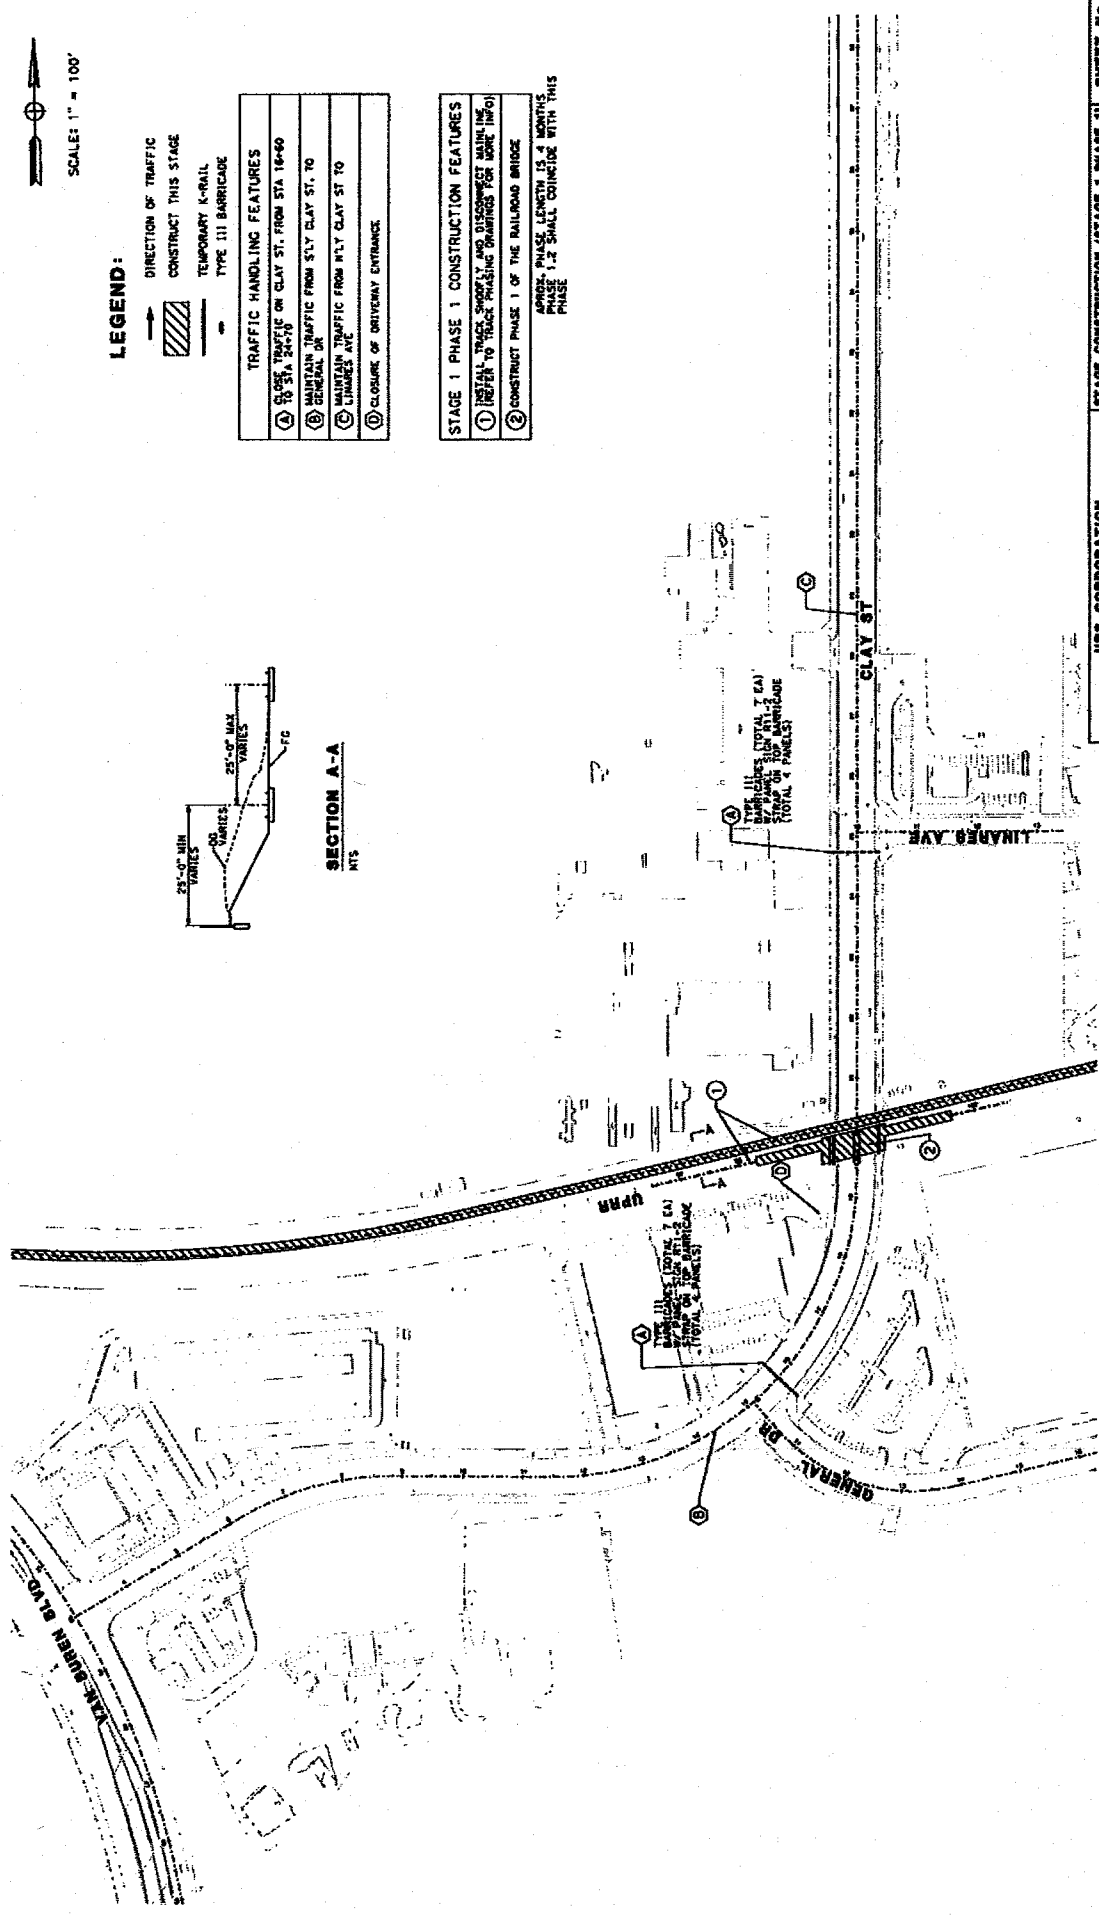 SCALE: 1" = 100'
LEGEND:
DIRECTION OF TRAFFIC
CONSTRUCT THIS STAGE
TEMPORARY K-RAIL
TYPE III BARRICADE
TRAFFIC HANDLING FEATURES
A CLOSE TRAFFIC ON CLAY ST. FROM STA 16+60
TO STA 24+70
B MAINTAIN TRAFFIC FROM S'LY CLAY ST. TO
GENERAL DR
C MAINTAIN TRAFFIC FROM N'LY CLAY ST TO
LINARES AVE
D CLOSURE OF DRIVEWAY ENTRANCE
STAGE 1 PHASE 1 CONSTRUCTION FEATURES
1 INSTALL TRACK SHOOFLY AND DISCONNECT MAINLINE
(REFER TO TRACK PHASING DRAWINGS FOR MORE INFO)
2 CONSTRUCT PHASE 1 OF THE RAILROAD BRIDGE
APROX. PHASE LENGTH IS 4 MONTHS
PHASE 1.2 SHALL COINCIDE WITH THIS
PHASE
25'-0" MIN
VARIES
25'-0" MAX
VARIES
OG
VARIES
FG
SECTION A-A
NTS
C
CLAY ST
A
TYPE III
BARRICADES (TOTAL 7 EA)
W/ PANEL SIGN R11-2
STRAP ON TOP BARRICADE
(TOTAL 4 PANELS)
LINARES AVE
1
A
A
UPRR
D
2
A
TYPE III
BARRICADES (TOTAL 7 EA)
W/ PANEL SIGN R11-2
STRAP ON TOP BARRICADE
(TOTAL 4 PANELS)
B
GENERAL DR
VAN BUREN BLVD